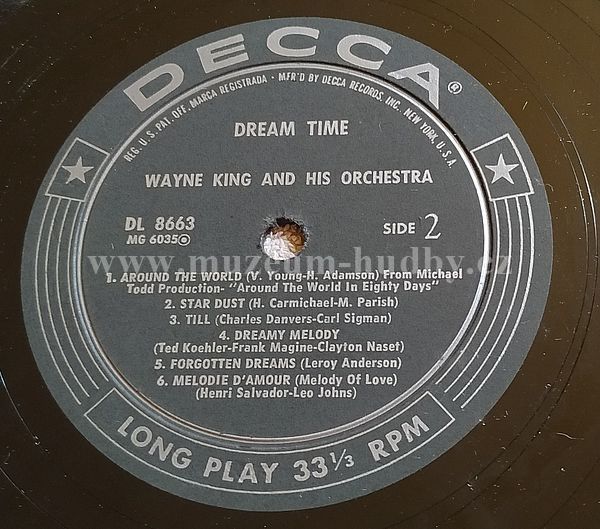 DECCA®
REG. U.S. PAT. OFF. MARCA REGISTRADA • MFR'D BY DECCA RECORDS, INC., NEW YORK, U.S.A.
DREAM TIME
WAYNE KING AND HIS ORCHESTRA
DL 8663
MG 6035
SIDE 2
www.muzeum-hudby.cz
1. AROUND THE WORLD (V. Young-H. Adamson) From Michael
Todd Production- "Around The World In Eighty Days"
2. STAR DUST (H. Carmichael-M. Parish)
3. TILL (Charles Danvers-Carl Sigman)
4. DREAMY MELODY
(Ted Koehler-Frank Magine-Clayton Naset)
5. FORGOTTEN DREAMS (Leroy Anderson)
6. MELODIE D'AMOUR (Melody Of Love)
(Henri Salvador-Leo Johns)
LONG PLAY 33⅓ RPM